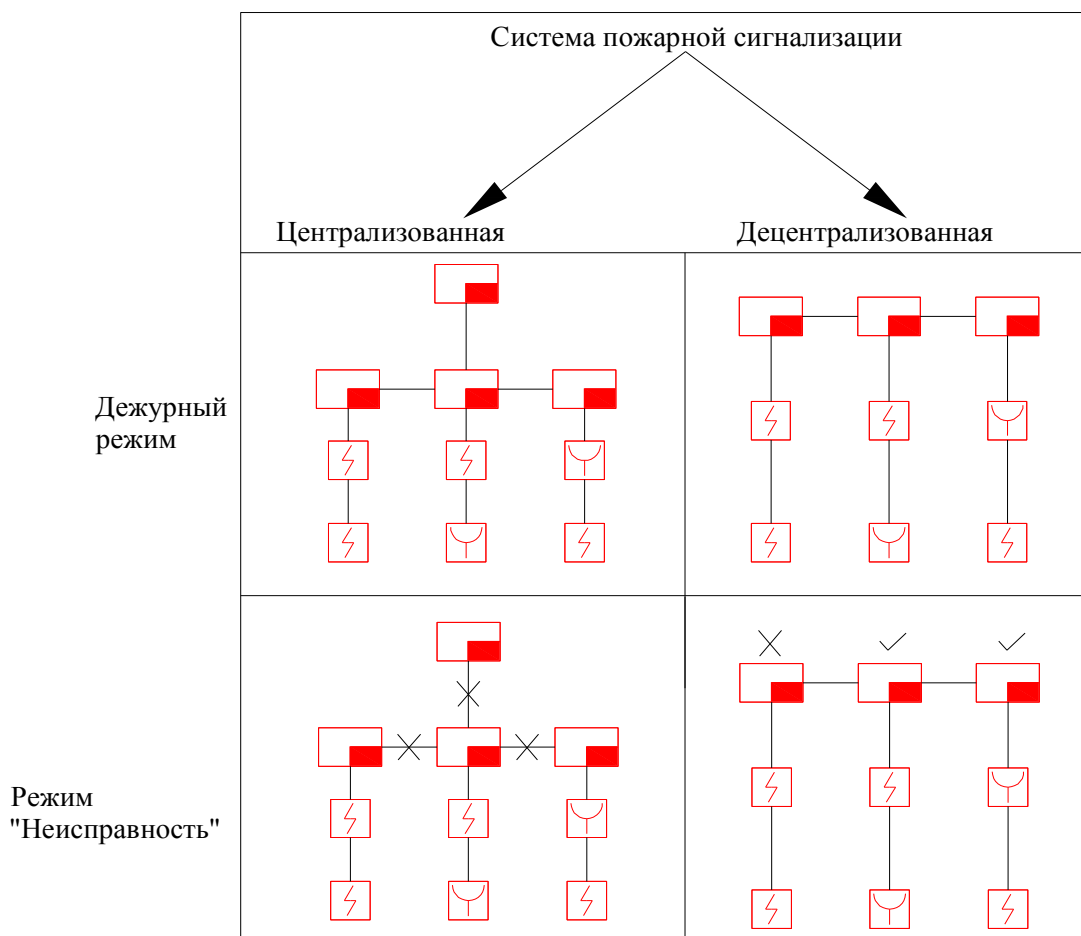 Система пожарной сигнализации
Централизованная
Децентрализованная
Дежурный
режим
Режим
"Неисправность"